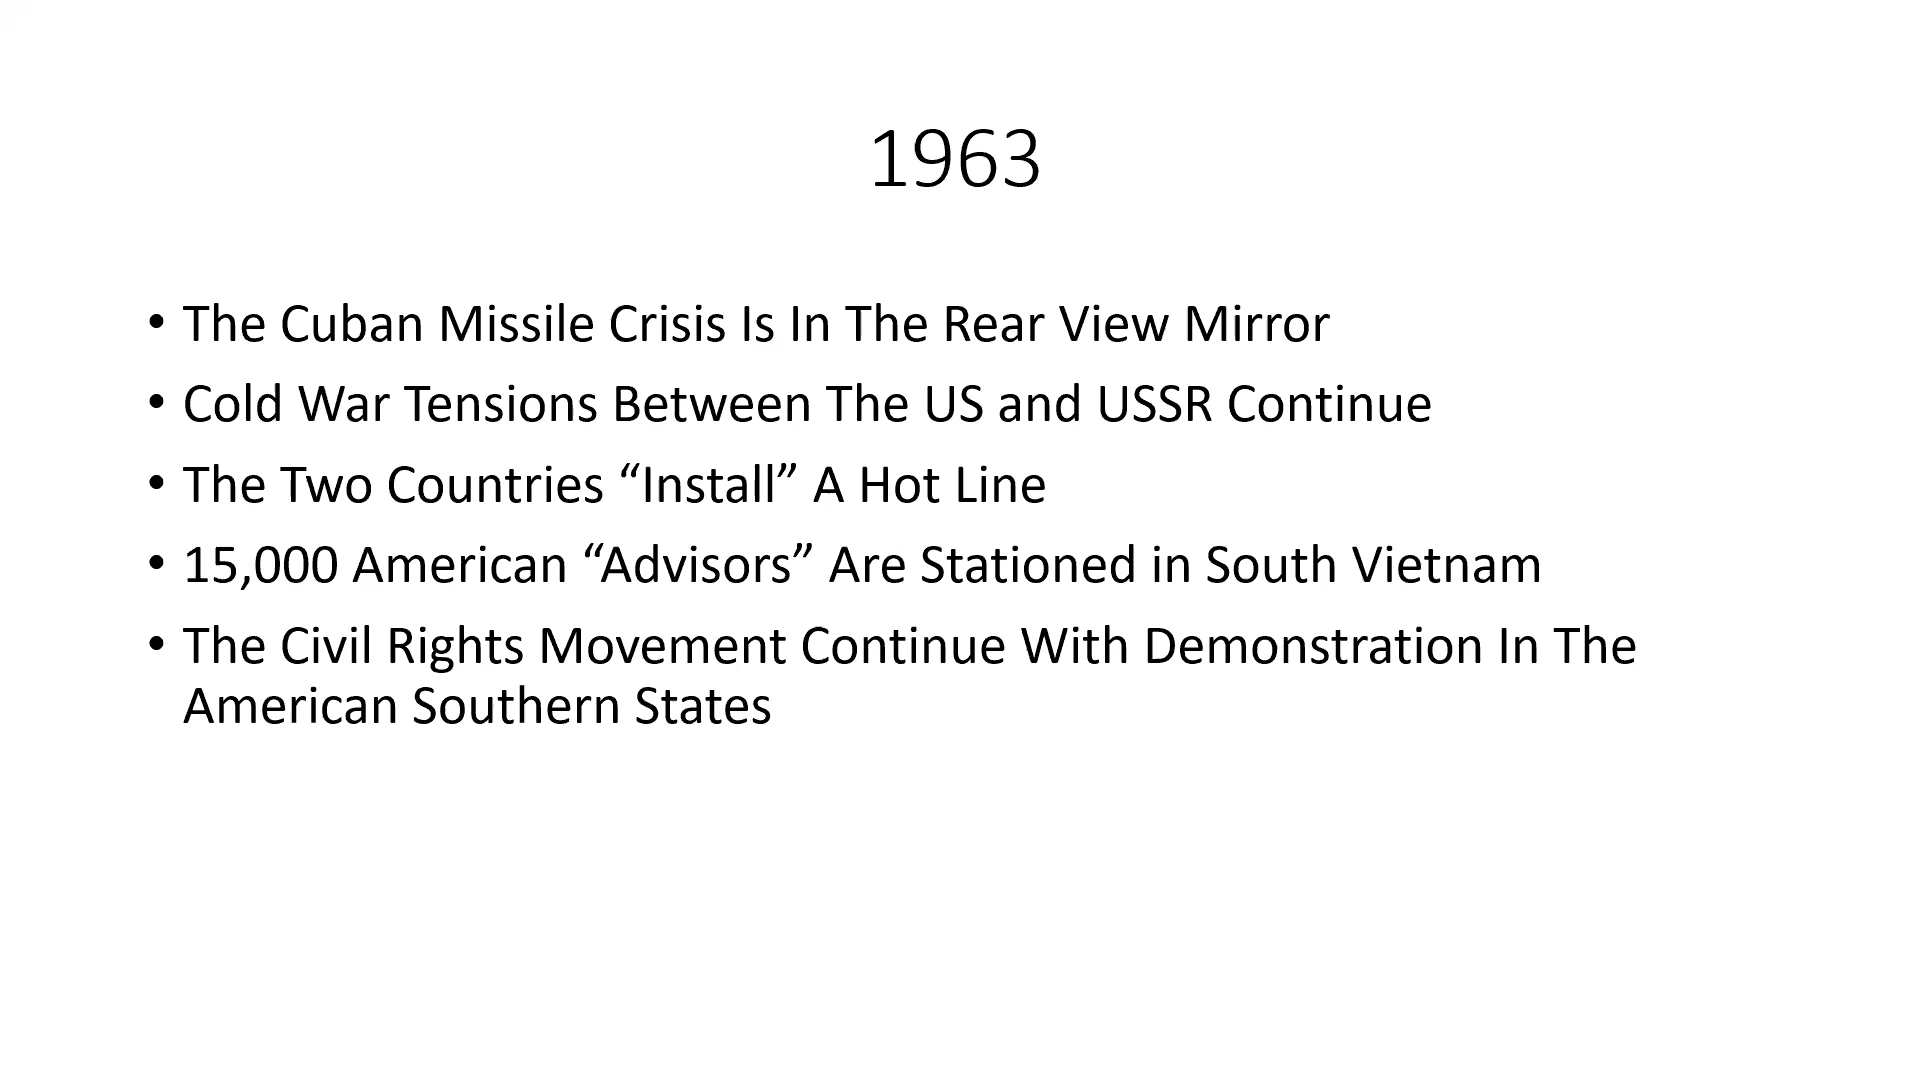 1963
• The Cuban Missile Crisis Is In The Rear View Mirror
• Cold War Tensions Between The US and USSR Continue
• The Two Countries “Install” A Hot Line
• 15,000 American “Advisors” Are Stationed in South Vietnam
• The Civil Rights Movement Continue With Demonstration In The
American Southern States